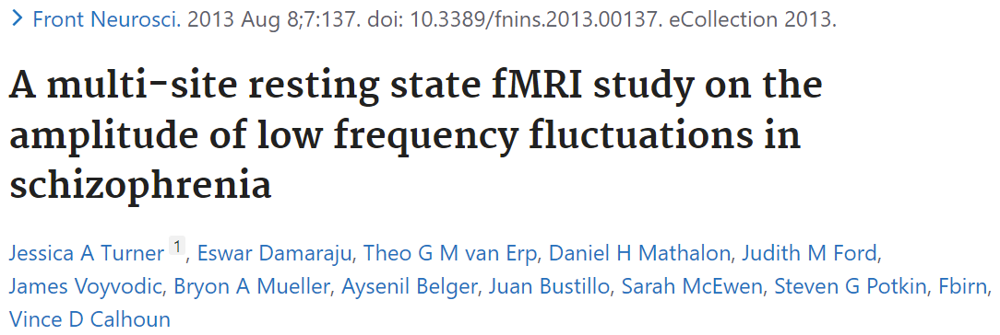 > Front Neurosci. 2013 Aug 8;7:137. doi: 10.3389/fnins.2013.00137. eCollection 2013.
A multi-site resting state fMRI study on the
amplitude of low frequency fluctuations in
schizophrenia
Jessica A Turner 1, Eswar Damaraju, Theo G M van Erp, Daniel H Mathalon, Judith M Ford,
James Voyvodic, Bryon A Mueller, Aysenil Belger, Juan Bustillo, Sarah McEwen, Steven G Potkin, Fbirn,
Vince D Calhoun